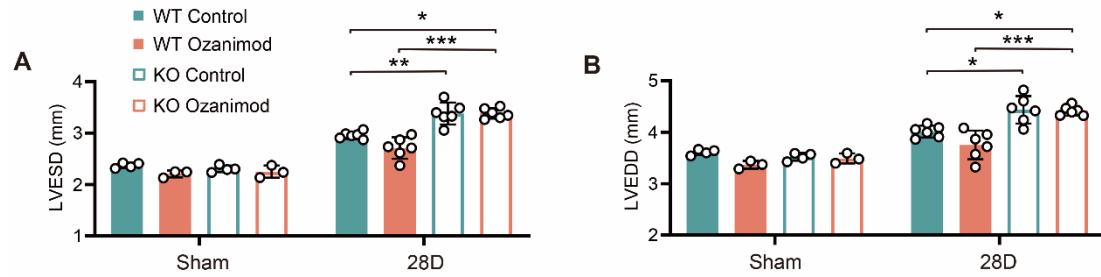 WT Control
WT Ozanimod
KO Control
KO Ozanimod
A
*
***
**
LVESD (mm)
4
3
2
1
Sham
28D
B
*
***
*
LVEDD (mm)
5
4
3
2
Sham
28D